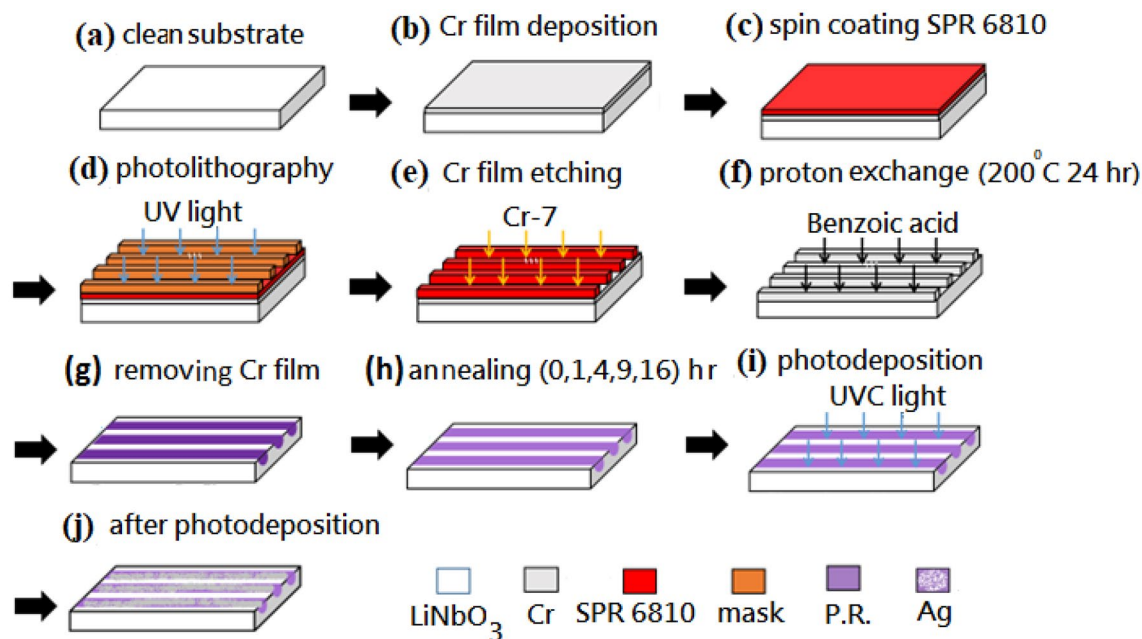 (a) clean substrate
(b) Cr film deposition
(c) spin coating SPR 6810
(d) photolithography
UV light
(e) Cr film etching
Cr-7
(f) proton exchange (200°C 24 hr)
Benzoic acid
(g) removing Cr film
(h) annealing (0,1,4,9,16) hr
(i) photodeposition
UVC light
(j) after photodeposition
LiNbO₃
Cr
SPR 6810
mask
P.R.
Ag